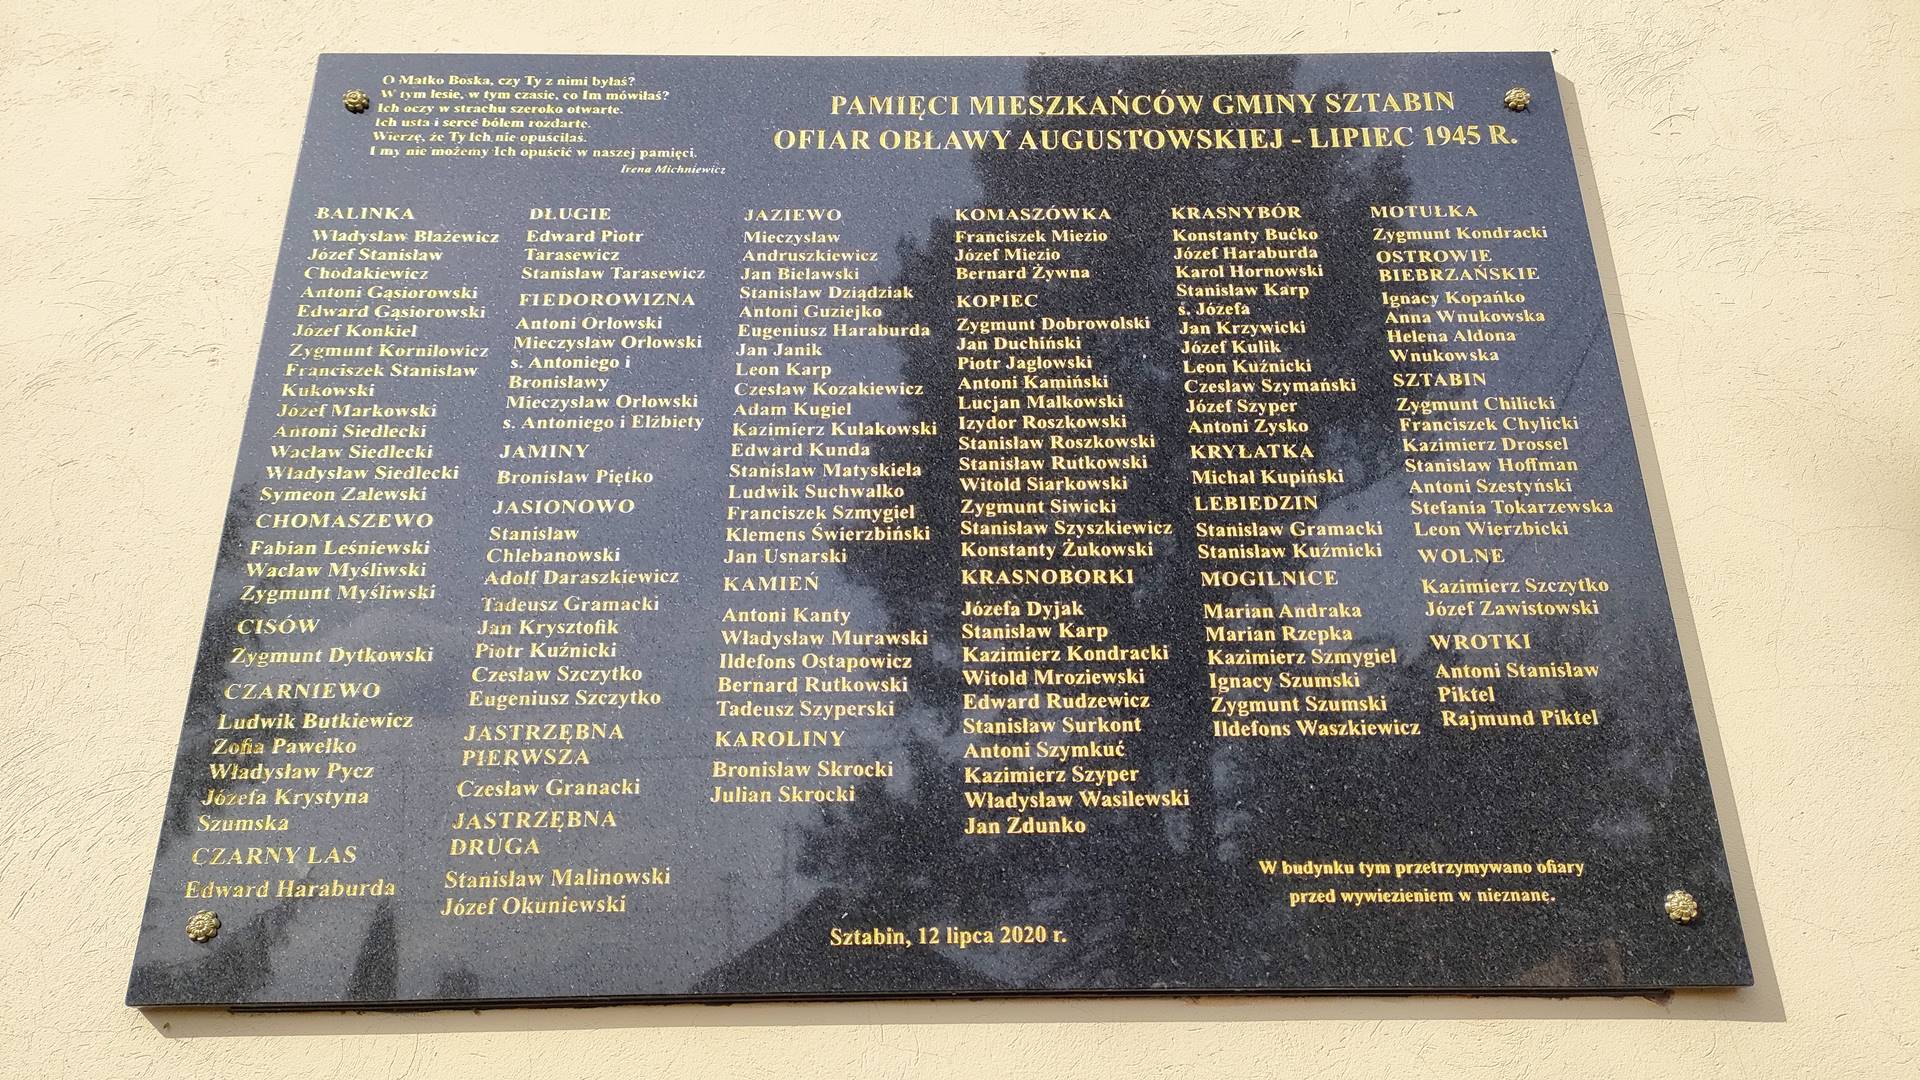 O Matko Boska, czy Ty z nimi byłaś?
W tym lesie, w tym czasie, co Im mówiłaś?
Ich oczy w strachu szeroko otwarte.
Ich usta i serce bólem rozdarte.
Wierzę, że Ty Ich nie opuściłaś.
I my nie możemy Ich opuścić w naszej pamięci.
Irena Michniewicz
PAMIĘCI MIESZKAŃCÓW GMINY SZTABIN
OFIAR OBŁAWY AUGUSTOWSKIEJ - LIPIEC 1945 R.
BALINKA
Władysław Błażewicz
Józef Stanisław
Chodakiewicz
Antoni Gąsiorowski
Edward Gąsiorowski
Józef Konkiel
Zygmunt Korniłowicz
Franciszek Stanisław
Kukowski
Józef Markowski
Antoni Siedlecki
Wacław Siedlecki
Władysław Siedlecki
Symeon Zalewski
CHOMASZEWO
Fabian Leśniewski
Wacław Myśliwski
Zygmunt Myśliwski
CISÓW
Zygmunt Dytkowski
CZARNIEWO
Ludwik Butkiewicz
Zofia Pawełko
Władysław Pycz
Józefa Krystyna
Szumska
CZARNY LAS
Edward Haraburda
DŁUGIE
Edward Piotr
Tarasewicz
Stanisław Tarasewicz
FIEDOROWIZNA
Antoni Orłowski
Mieczysław Orłowski
s. Antoniego i
Bronisławy
Mieczysław Orłowski
s. Antoniego i Elżbiety
JAMINY
Bronisław Piętko
JASIONOWO
Stanisław
Chlebanowski
Adolf Daraszkiewicz
Tadeusz Gramacki
Jan Krysztofik
Piotr Kuźnicki
Czesław Szczytko
Eugeniusz Szczytko
JASTRZĘBNA
PIERWSZA
Czesław Granacki
JASTRZĘBNA
DRUGA
Stanisław Malinowski
Józef Okuniewski
JAZIEWO
Mieczysław
Andruszkiewicz
Jan Bielawski
Stanisław Dziądziak
Antoni Guziejko
Eugeniusz Haraburda
Jan Janik
Leon Karp
Czesław Kozakiewicz
Adam Kugiel
Kazimierz Kułakowski
Edward Kunda
Stanisław Matyskieła
Ludwik Suchwałko
Franciszek Szmygiel
Klemens Świerzbiński
Jan Usnarski
KAMIEŃ
Antoni Kanty
Władysław Murawski
Ildefons Ostapowicz
Bernard Rutkowski
Tadeusz Szyperski
KAROLINY
Bronisław Skrocki
Julian Skrocki
KOMASZÓWKA
Franciszek Miezio
Józef Miezio
Bernard Żywna
KOPIEC
Zygmunt Dobrowolski
Jan Duchiński
Piotr Jagłowski
Antoni Kamiński
Lucjan Małkowski
Izydor Roszkowski
Stanisław Roszkowski
Stanisław Rutkowski
Witold Siarkowski
Zygmunt Siwicki
Stanisław Szyszkiewicz
Konstanty Żukowski
KRASNOBORKI
Józefa Dyjak
Stanisław Karp
Kazimierz Kondracki
Witold Mroziewski
Edward Rudzewicz
Stanisław Surkont
Antoni Szymkuć
Kazimierz Szyper
Władysław Wasilewski
Jan Zdunko
KRASNYBÓR
Konstanty Bućko
Józef Haraburda
Karol Hornowski
Stanisław Karp
s. Józefa
Jan Krzywicki
Józef Kulik
Leon Kuźnicki
Czesław Szymański
Józef Szyper
Antoni Zysko
KRYŁATKA
Michał Kupiński
LEBIEDZIN
Stanisław Gramacki
Stanisław Kuźmicki
MOGILNICE
Marian Andraka
Marian Rzepka
Kazimierz Szmygiel
Ignacy Szumski
Zygmunt Szumski
Ildefons Waszkiewicz
MOTUŁKA
Zygmunt Kondracki
OSTROWIE
BIEBRZAŃSKIE
Ignacy Kopańko
Anna Wnukowska
Helena Aldona
Wnukowska
SZTABIN
Zygmunt Chilicki
Franciszek Chylicki
Kazimierz Drossel
Stanisław Hoffman
Antoni Szestyński
Stefania Tokarzewska
Leon Wierzbicki
WOLNE
Kazimierz Szczytko
Józef Zawistowski
WROTKI
Antoni Stanisław
Piktel
Rajmund Piktel
W budynku tym przetrzymywano ofiary
przed wywiezieniem w nieznane.
Sztabin, 12 lipca 2020 r.